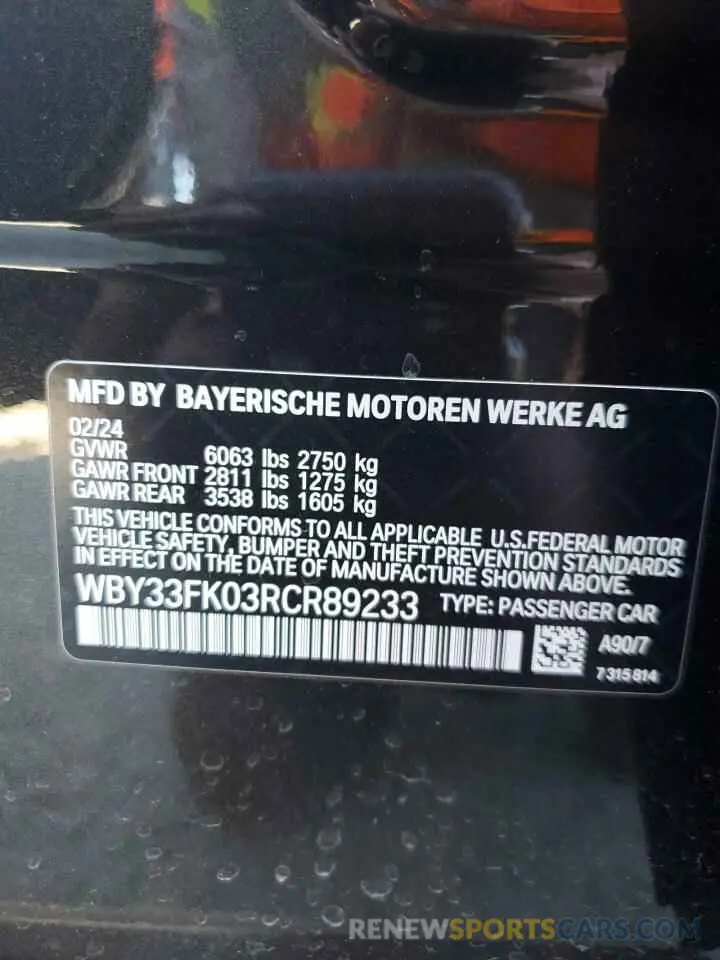 MFD BY BAYERISCHE MOTOREN WERKE AG
02/24
GVWR 6063 lbs 2750 kg
GAWR FRONT 2811 lbs 1275 kg
GAWR REAR 3538 lbs 1605 kg
THIS VEHICLE CONFORMS TO ALL APPLICABLE U.S.FEDERAL MOTOR
VEHICLE SAFETY, BUMPER AND THEFT PREVENTION STANDARDS
IN EFFECT ON THE DATE OF MANUFACTURE SHOWN ABOVE.
WBY33FK03RCR89233 TYPE: PASSENGER CAR
A90/7
7315814
RENEWSPORTSCARS.COM